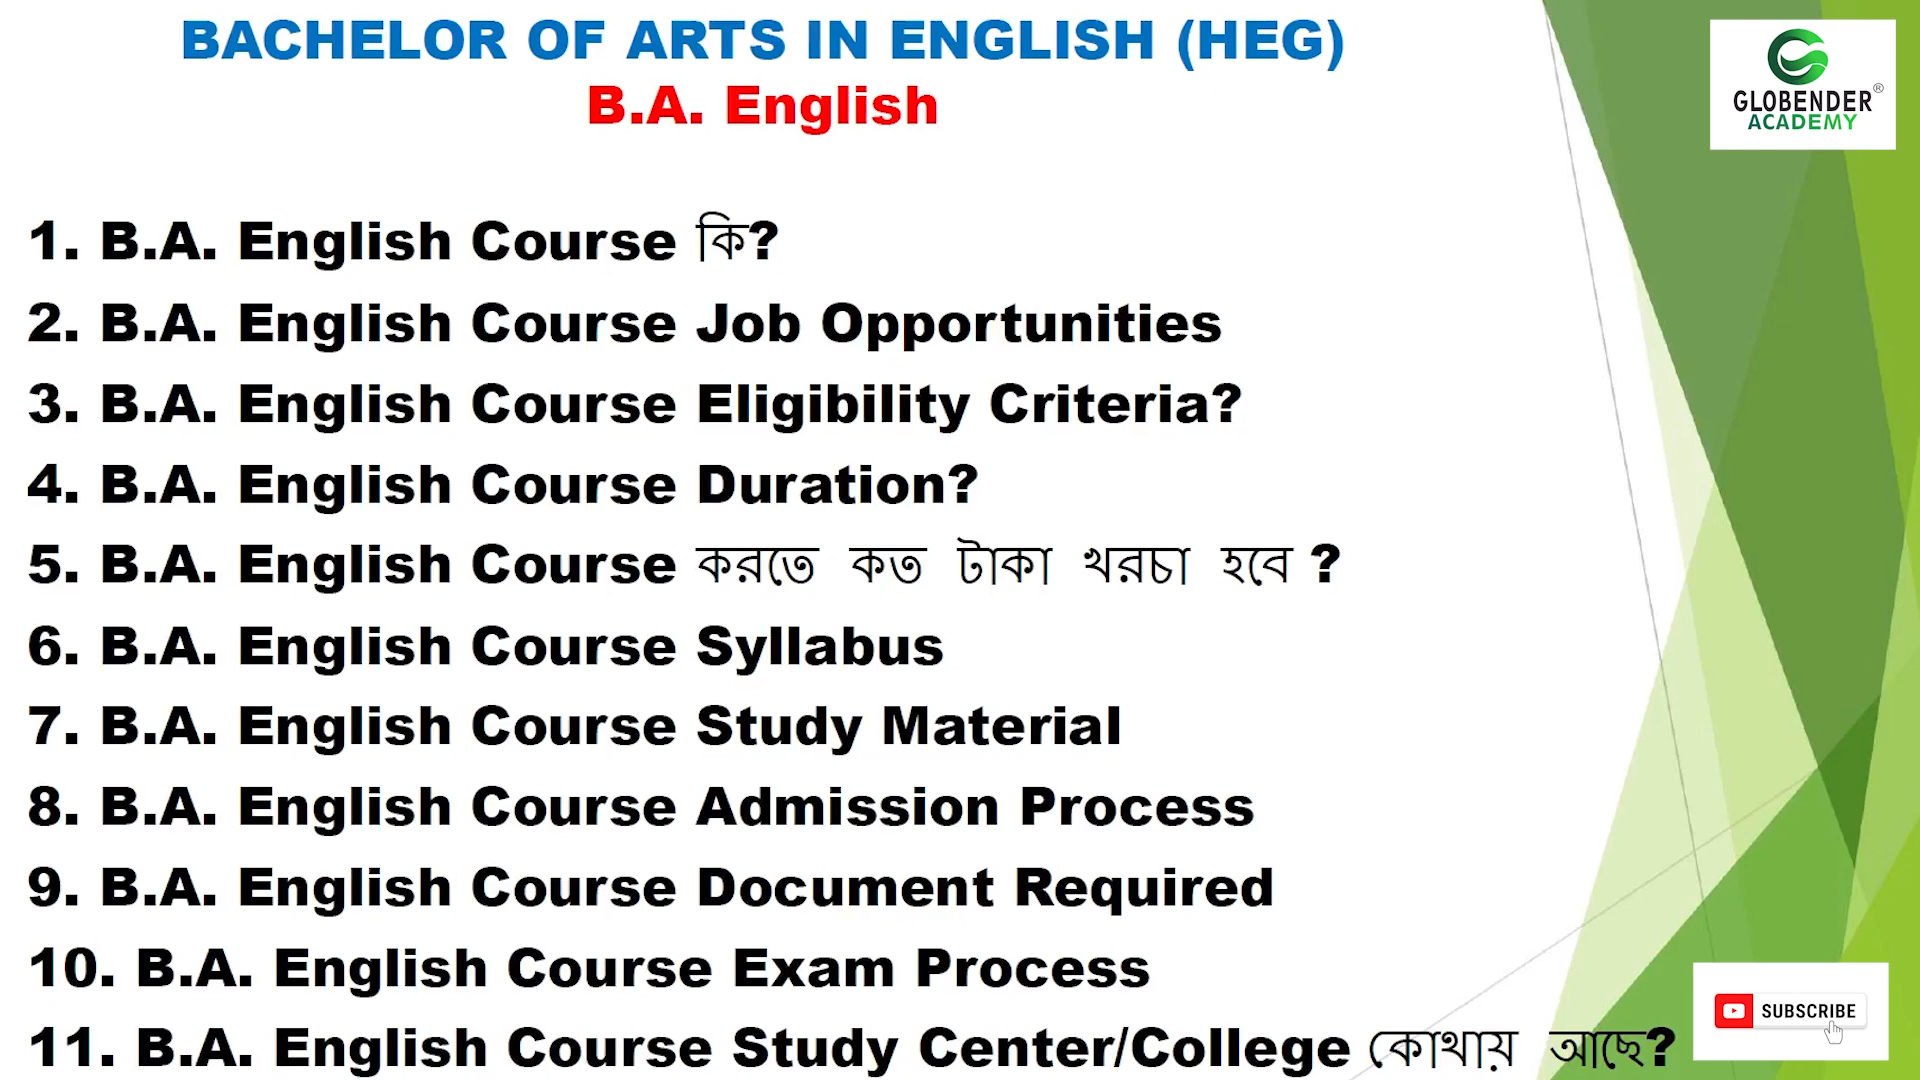 BACHELOR OF ARTS IN ENGLISH (HEG)
B.A. English
GLOBENDER®
ACADEMY
1. B.A. English Course কি?
2. B.A. English Course Job Opportunities
3. B.A. English Course Eligibility Criteria?
4. B.A. English Course Duration?
5. B.A. English Course করতে কত টাকা খরচা হবে ?
6. B.A. English Course Syllabus
7. B.A. English Course Study Material
8. B.A. English Course Admission Process
9. B.A. English Course Document Required
10. B.A. English Course Exam Process
11. B.A. English Course Study Center/College কোথায় আছে?
SUBSCRIBE